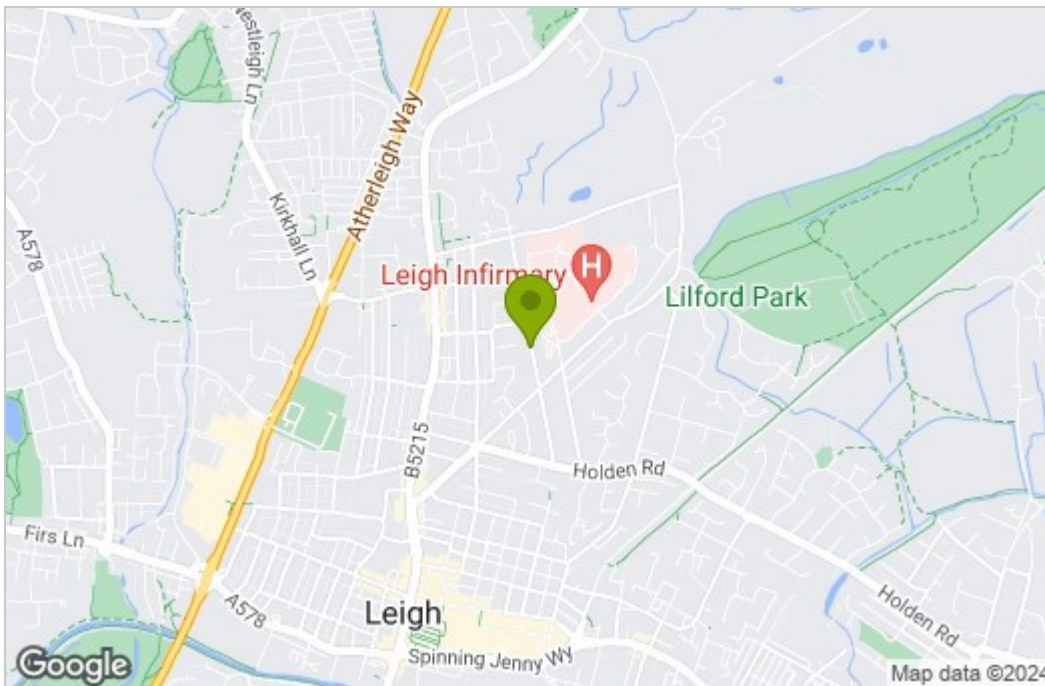 Westleigh Ln
Atherleigh Way
A578
Kirkhall Ln
Leigh Infirmary
H
Lilford Park
B5215
Holden Rd
Firs Ln
A578
Leigh
Holden Rd
Spinning Jenny Wy
Google
Map data ©2024